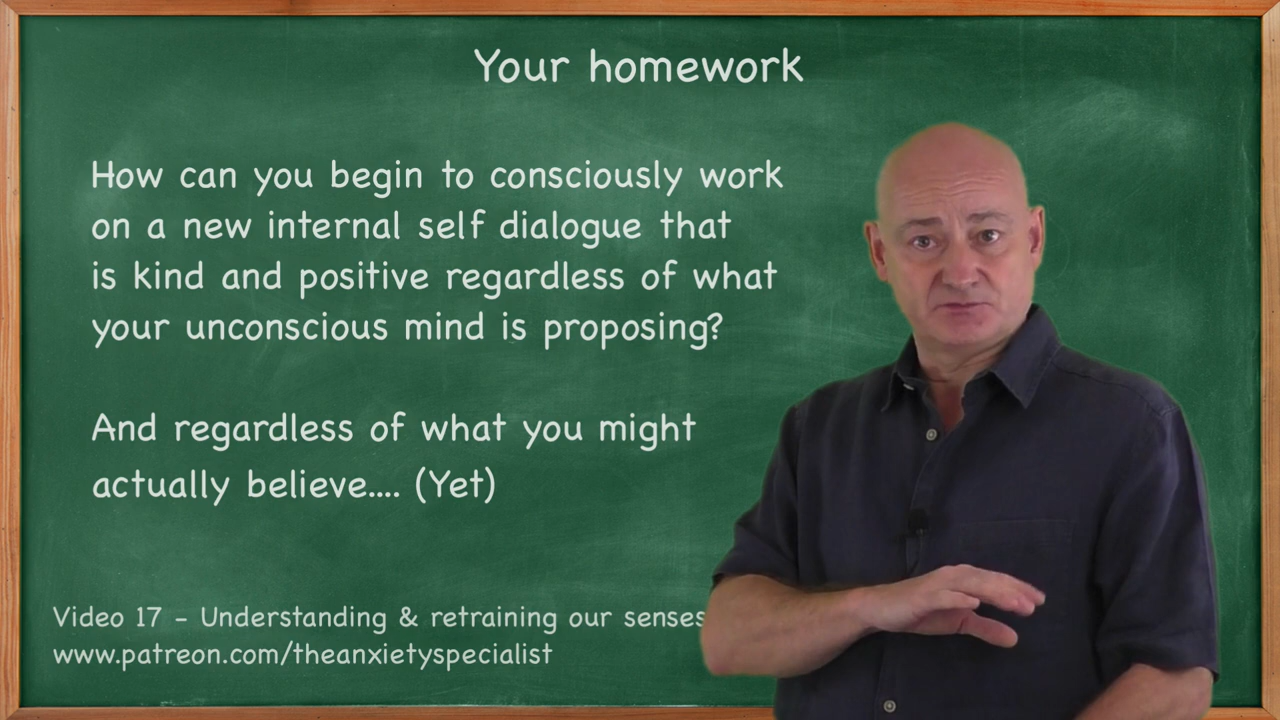 Your homework
How can you begin to consciously work
on a new internal self dialogue that
is kind and positive regardless of what
your unconscious mind is proposing?
And regardless of what you might
actually believe.... (Yet)
Video 17 - Understanding & retraining our senses
www.patreon.com/theanxietyspecialist